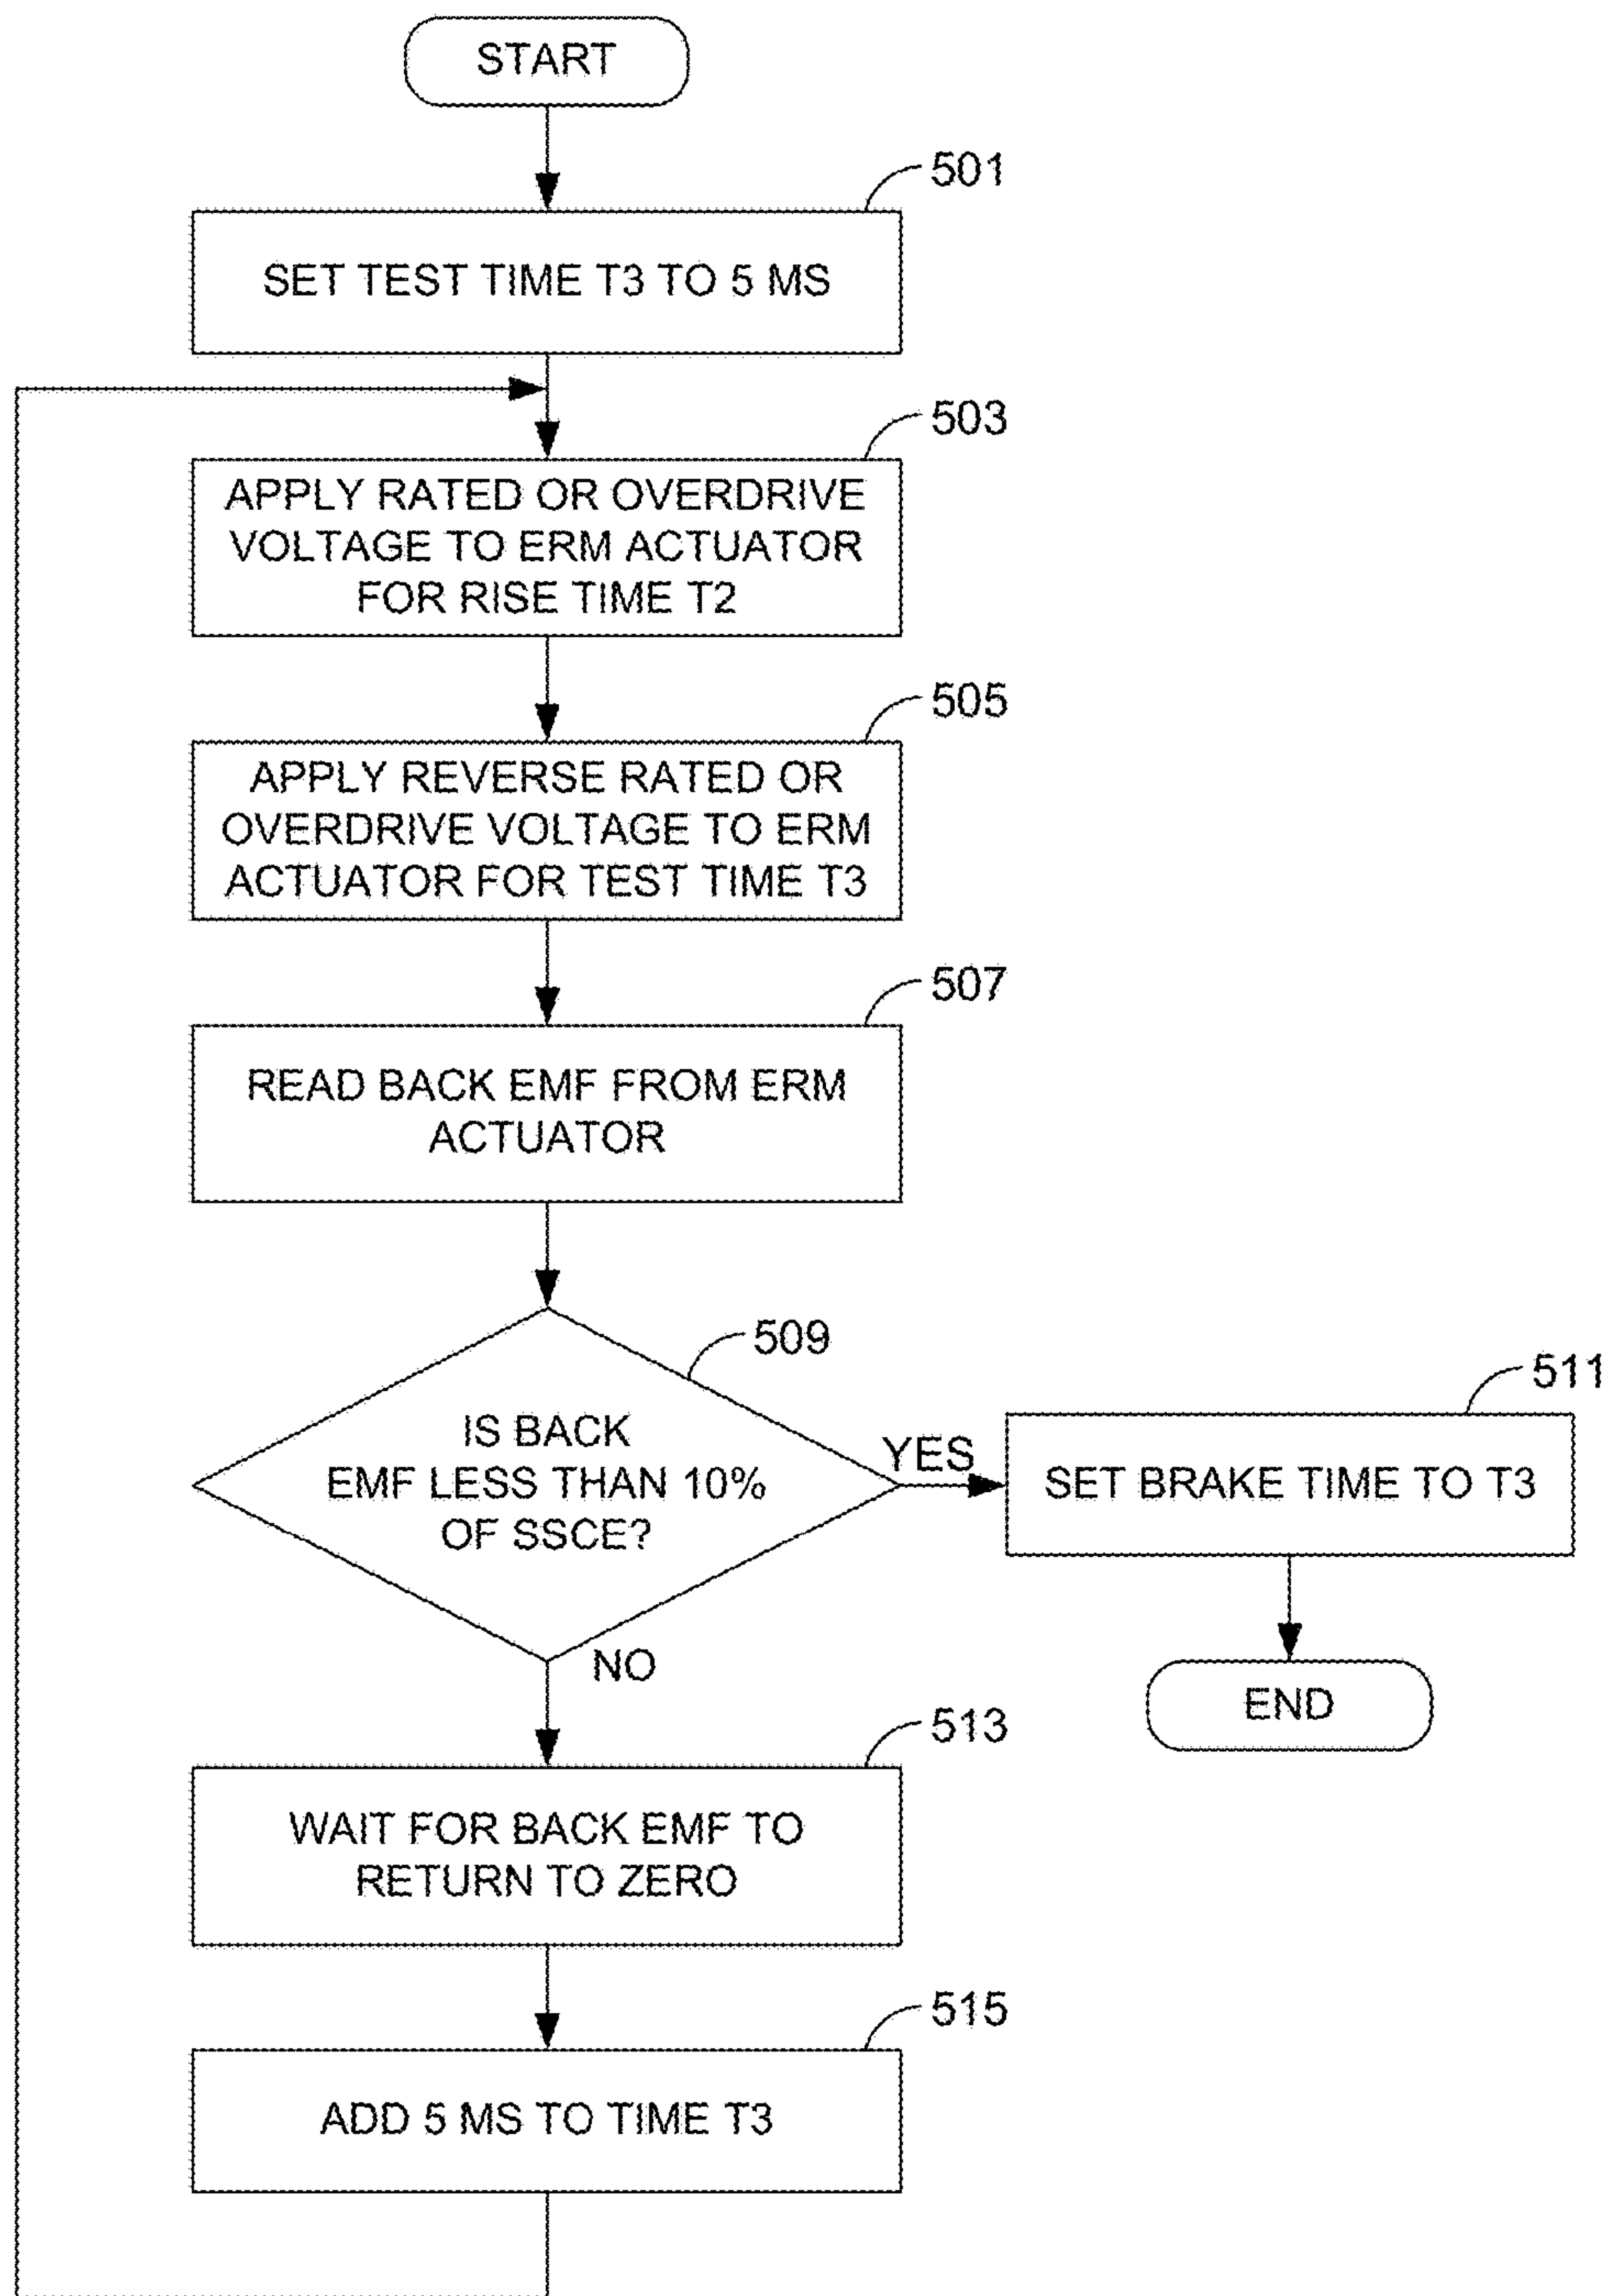 START
501
SET TEST TIME T3 TO 5 MS
503
APPLY RATED OR OVERDRIVE
VOLTAGE TO ERM ACTUATOR
FOR RISE TIME T2
505
APPLY REVERSE RATED OR
OVERDRIVE VOLTAGE TO ERM
ACTUATOR FOR TEST TIME T3
507
READ BACK EMF FROM ERM
ACTUATOR
509
IS BACK
EMF LESS THAN 10%
OF SSCE?
YES
511
SET BRAKE TIME TO T3
END
NO
513
WAIT FOR BACK EMF TO
RETURN TO ZERO
515
ADD 5 MS TO TIME T3